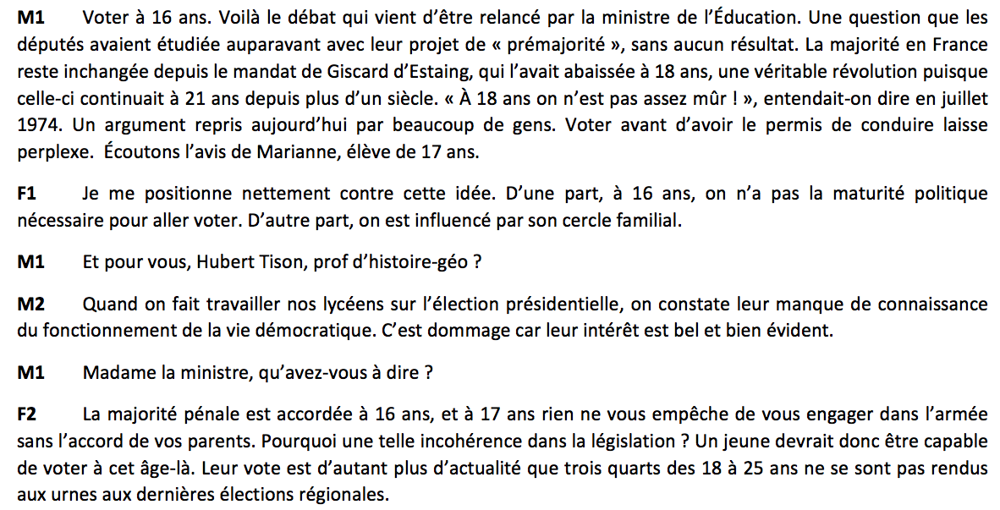 M1 Voter à 16 ans. Voilà le débat qui vient d’être relancé par la ministre de l’Éducation. Une question que les
députés avaient étudiée auparavant avec leur projet de « prémajorité », sans aucun résultat. La majorité en France
reste inchangée depuis le mandat de Giscard d’Estaing, qui l’avait abaissée à 18 ans, une véritable révolution puisque
celle-ci continuait à 21 ans depuis plus d’un siècle. « À 18 ans on n’est pas assez mûr ! », entendait-on dire en juillet
1974. Un argument repris aujourd’hui par beaucoup de gens. Voter avant d’avoir le permis de conduire laisse
perplexe. Écoutons l’avis de Marianne, élève de 17 ans.
F1 Je me positionne nettement contre cette idée. D’une part, à 16 ans, on n’a pas la maturité politique
nécessaire pour aller voter. D’autre part, on est influencé par son cercle familial.
M1 Et pour vous, Hubert Tison, prof d’histoire-géo ?
M2 Quand on fait travailler nos lycéens sur l’élection présidentielle, on constate leur manque de connaissance
du fonctionnement de la vie démocratique. C’est dommage car leur intérêt est bel et bien évident.
M1 Madame la ministre, qu’avez-vous à dire ?
F2 La majorité pénale est accordée à 16 ans, et à 17 ans rien ne vous empêche de vous engager dans l’armée
sans l’accord de vos parents. Pourquoi une telle incohérence dans la législation ? Un jeune devrait donc être capable
de voter à cet âge-là. Leur vote est d’autant plus d’actualité que trois quarts des 18 à 25 ans ne se sont pas rendus
aux urnes aux dernières élections régionales.